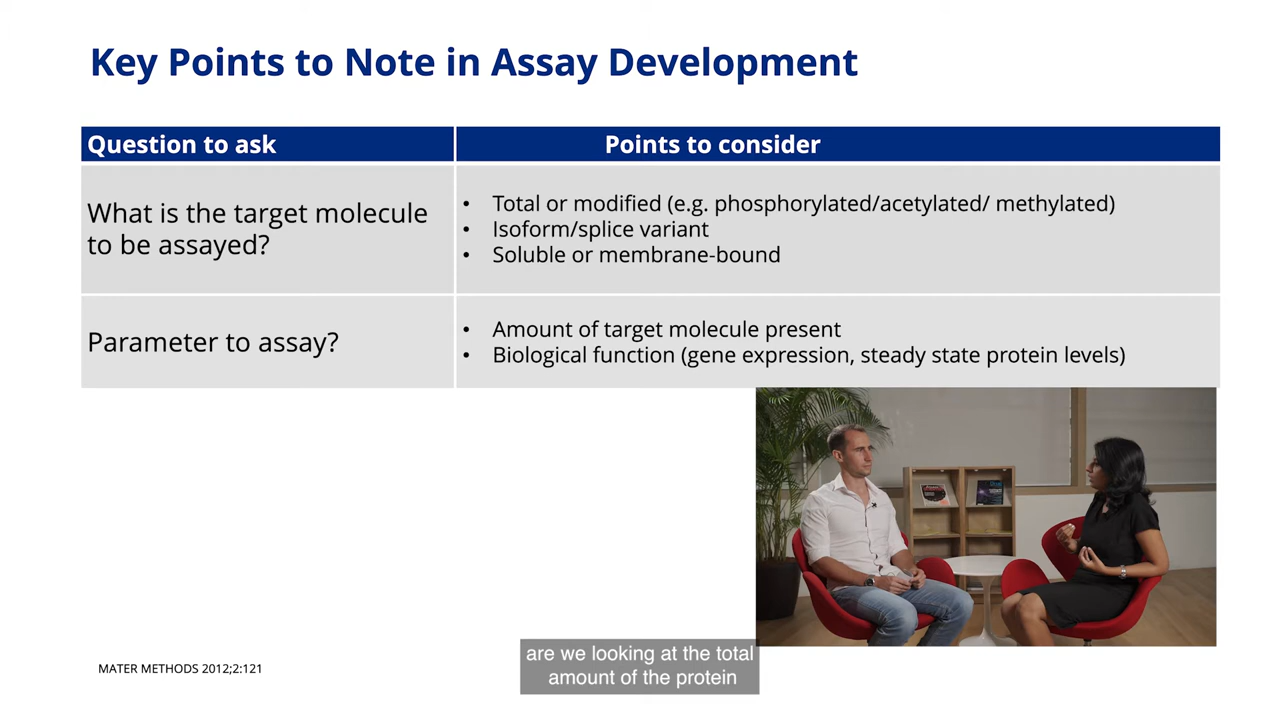 Key Points to Note in Assay Development
Question to ask
Points to consider
What is the target molecule
to be assayed?
• Total or modified (e.g. phosphorylated/acetylated/ methylated)
• Isoform/splice variant
• Soluble or membrane-bound
Parameter to assay?
• Amount of target molecule present
• Biological function (gene expression, steady state protein levels)
MATER METHODS 2012;2:121
are we looking at the total
amount of the protein